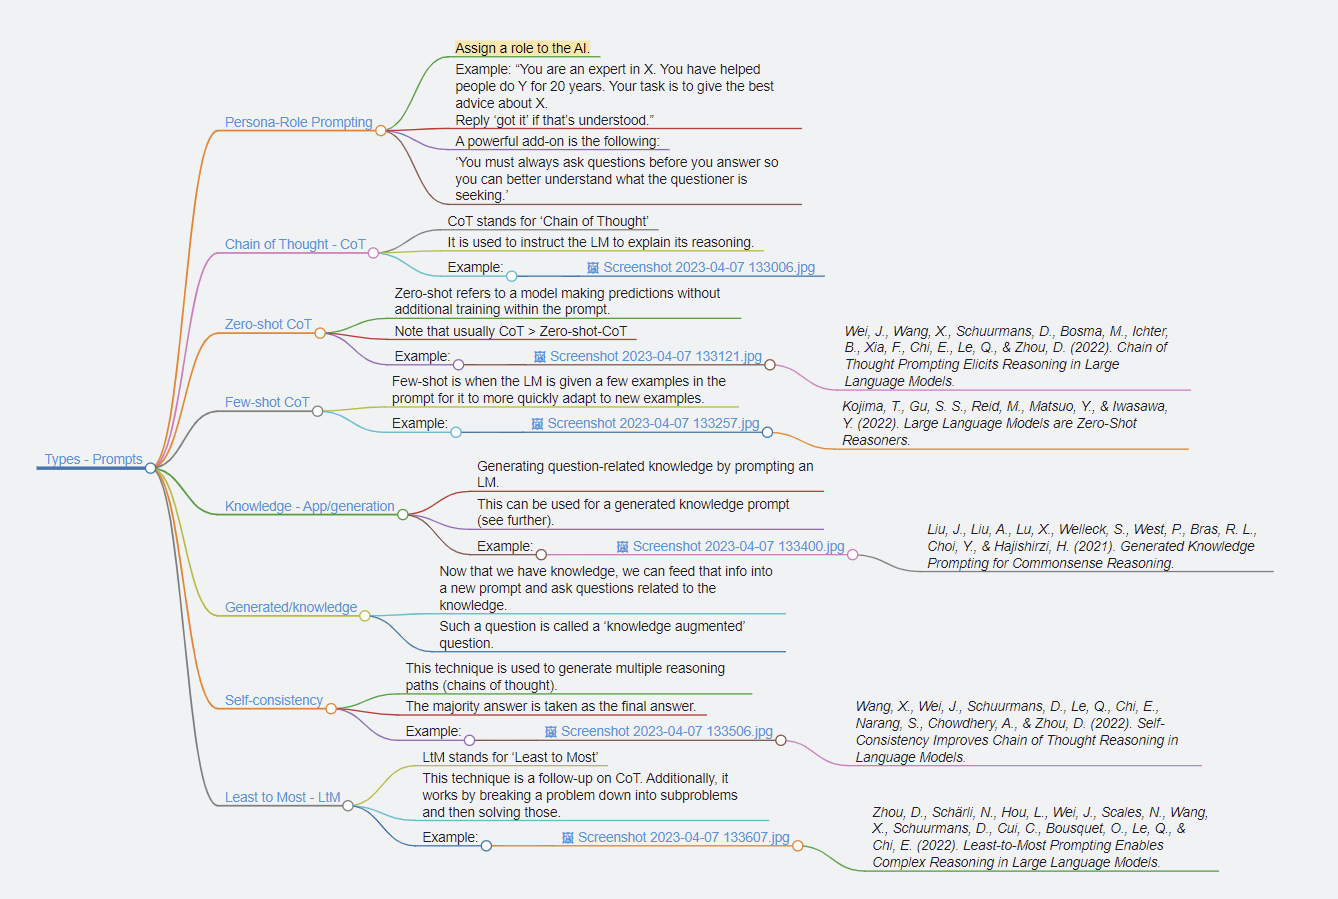 Types - Prompts
Persona-Role Prompting
Assign a role to the AI.
Example: “You are an expert in X. You have helped
people do Y for 20 years. Your task is to give the best
advice about X.
Reply ‘got it’ if that’s understood.”
A powerful add-on is the following:
‘You must always ask questions before you answer so
you can better understand what the questioner is
seeking.’
Chain of Thought - CoT
CoT stands for ‘Chain of Thought’
It is used to instruct the LM to explain its reasoning.
Example:
Screenshot 2023-04-07 133006.jpg
Zero-shot CoT
Zero-shot refers to a model making predictions without
additional training within the prompt.
Note that usually CoT > Zero-shot-CoT
Example:
Screenshot 2023-04-07 133121.jpg
Wei, J., Wang, X., Schuurmans, D., Bosma, M., Ichter,
B., Xia, F., Chi, E., Le, Q., & Zhou, D. (2022). Chain of
Thought Prompting Elicits Reasoning in Large
Language Models.
Few-shot CoT
Few-shot is when the LM is given a few examples in the
prompt for it to more quickly adapt to new examples.
Example:
Screenshot 2023-04-07 133257.jpg
Kojima, T., Gu, S. S., Reid, M., Matsuo, Y., & Iwasawa,
Y. (2022). Large Language Models are Zero-Shot
Reasoners.
Knowledge - App/generation
Generating question-related knowledge by prompting an
LM.
This can be used for a generated knowledge prompt
(see further).
Example:
Screenshot 2023-04-07 133400.jpg
Liu, J., Liu, A., Lu, X., Welleck, S., West, P., Bras, R. L.,
Choi, Y., & Hajishirzi, H. (2021). Generated Knowledge
Prompting for Commonsense Reasoning.
Generated/knowledge
Now that we have knowledge, we can feed that info into
a new prompt and ask questions related to the
knowledge.
Such a question is called a ‘knowledge augmented’
question.
Self-consistency
This technique is used to generate multiple reasoning
paths (chains of thought).
The majority answer is taken as the final answer.
Example:
Screenshot 2023-04-07 133506.jpg
Wang, X., Wei, J., Schuurmans, D., Le, Q., Chi, E.,
Narang, S., Chowdhery, A., & Zhou, D. (2022). Self-
Consistency Improves Chain of Thought Reasoning in
Language Models.
Least to Most - LtM
LtM stands for ‘Least to Most’
This technique is a follow-up on CoT. Additionally, it
works by breaking a problem down into subproblems
and then solving those.
Example:
Screenshot 2023-04-07 133607.jpg
Zhou, D., Schärli, N., Hou, L., Wei, J., Scales, N., Wang,
X., Schuurmans, D., Cui, C., Bousquet, O., Le, Q., &
Chi, E. (2022). Least-to-Most Prompting Enables
Complex Reasoning in Large Language Models.